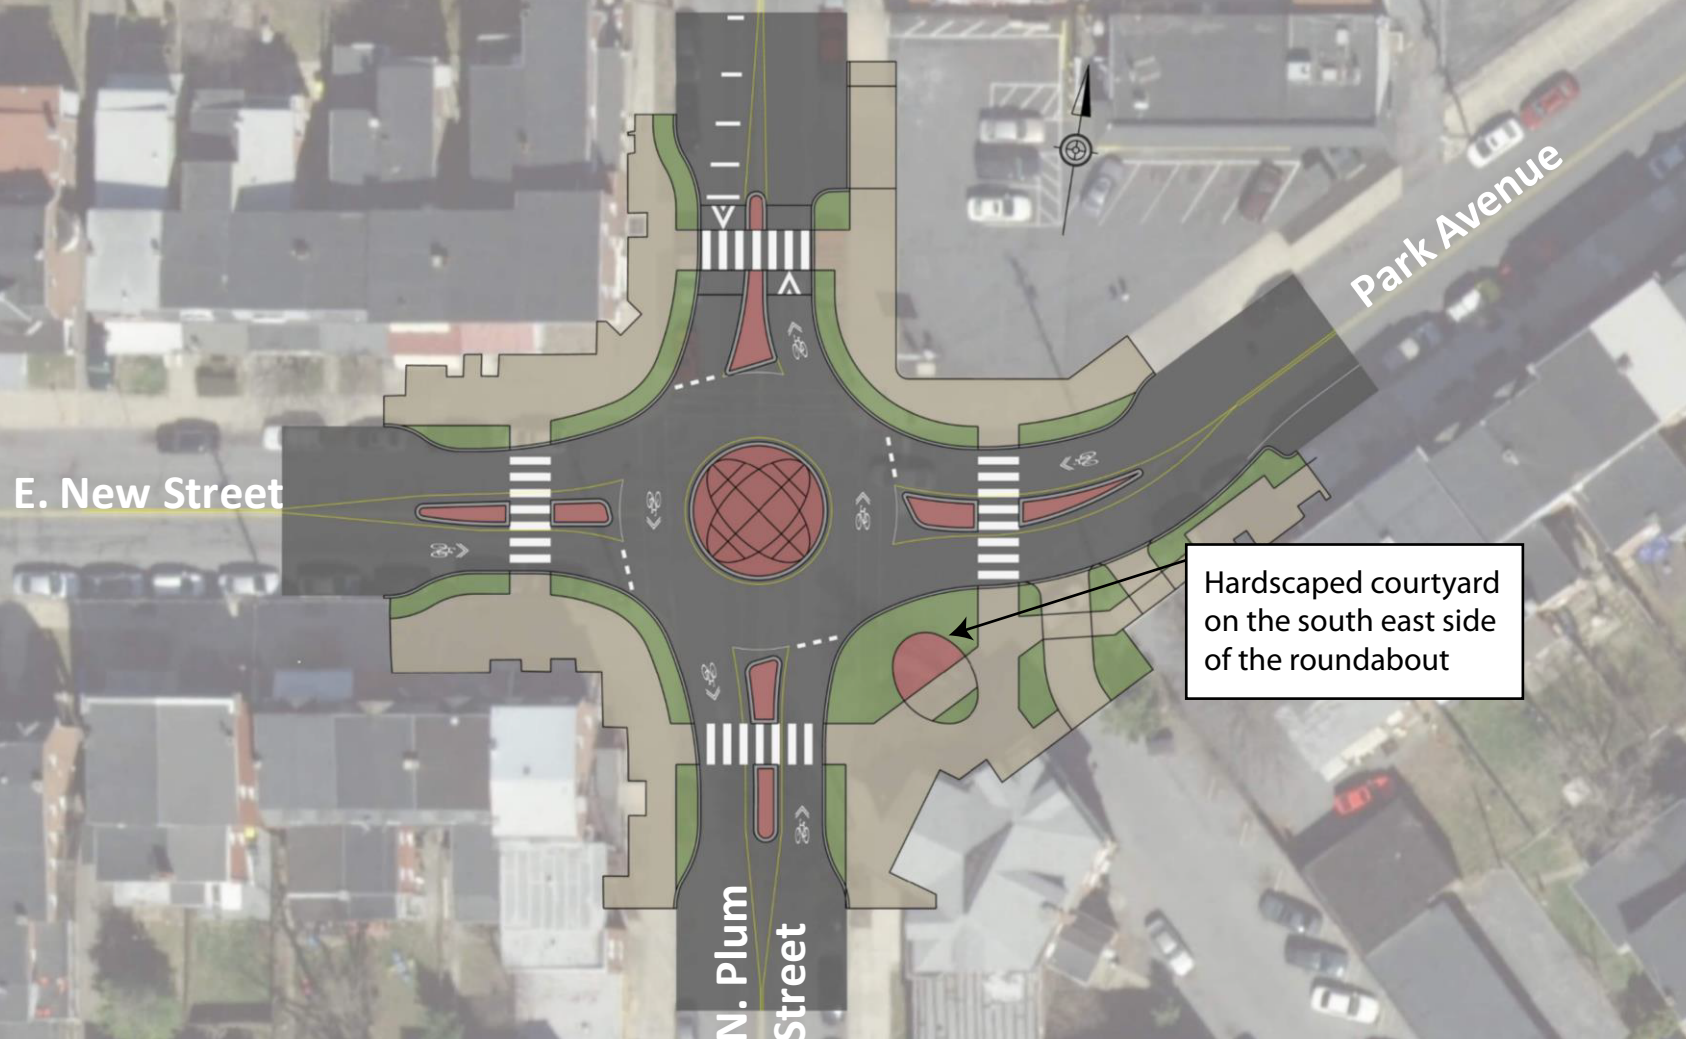 Park Avenue
E. New Street
Hardscaped courtyard
on the south east side
of the roundabout
N. Plum
Street